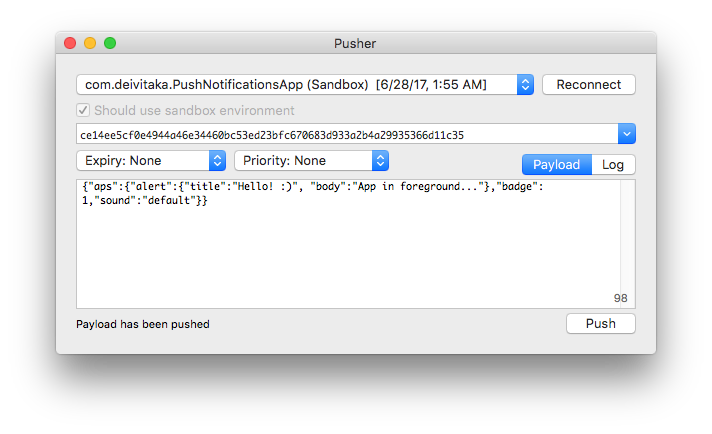 Pusher
com.deivitaka.PushNotificationsApp (Sandbox) [6/28/17, 1:55 AM]
Reconnect
Should use sandbox environment
ce14ee5cf0e4944a46e34460bc53ed23bfc670683d933a2b4a29935366d11c35
Expiry: None
Priority: None
Payload
Log
{"aps":{"alert":{"title":"Hello! :)", "body":"App in foreground..."},"badge":
1,"sound":"default"}}
98
Payload has been pushed
Push